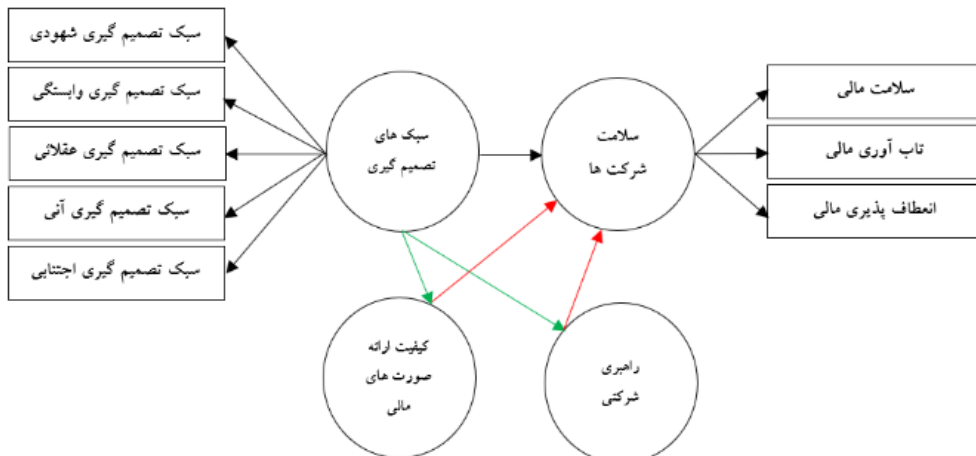 سبک تصمیم گیری شهودی
سبک تصمیم گیری وابستگی
سبک تصمیم گیری عقلائی
سبک تصمیم گیری آنی
سبک تصمیم گیری اجتنابی
سبک های
تصمیم گیری
سلامت
شرکت ها
سلامت مالی
تاب آوری مالی
انعطاف پذیری مالی
کیفیت ارائه
صورت های
مالی
راهبری
شرکتی